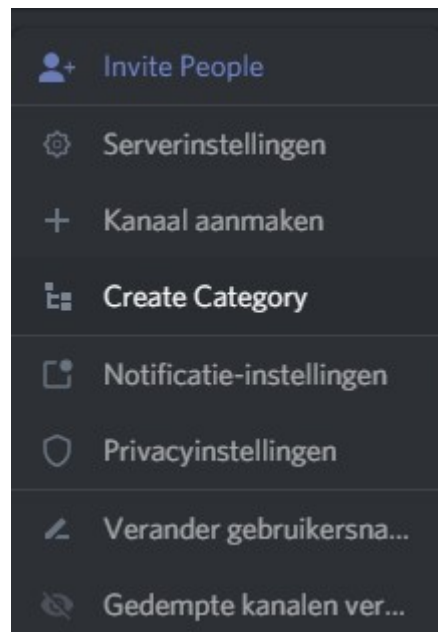 Invite People
Serverinstellingen
Kanaal aanmaken
Create Category
Notificatie-instellingen
Privacyinstellingen
Verander gebruikersna...
Gedempte kanalen ver...